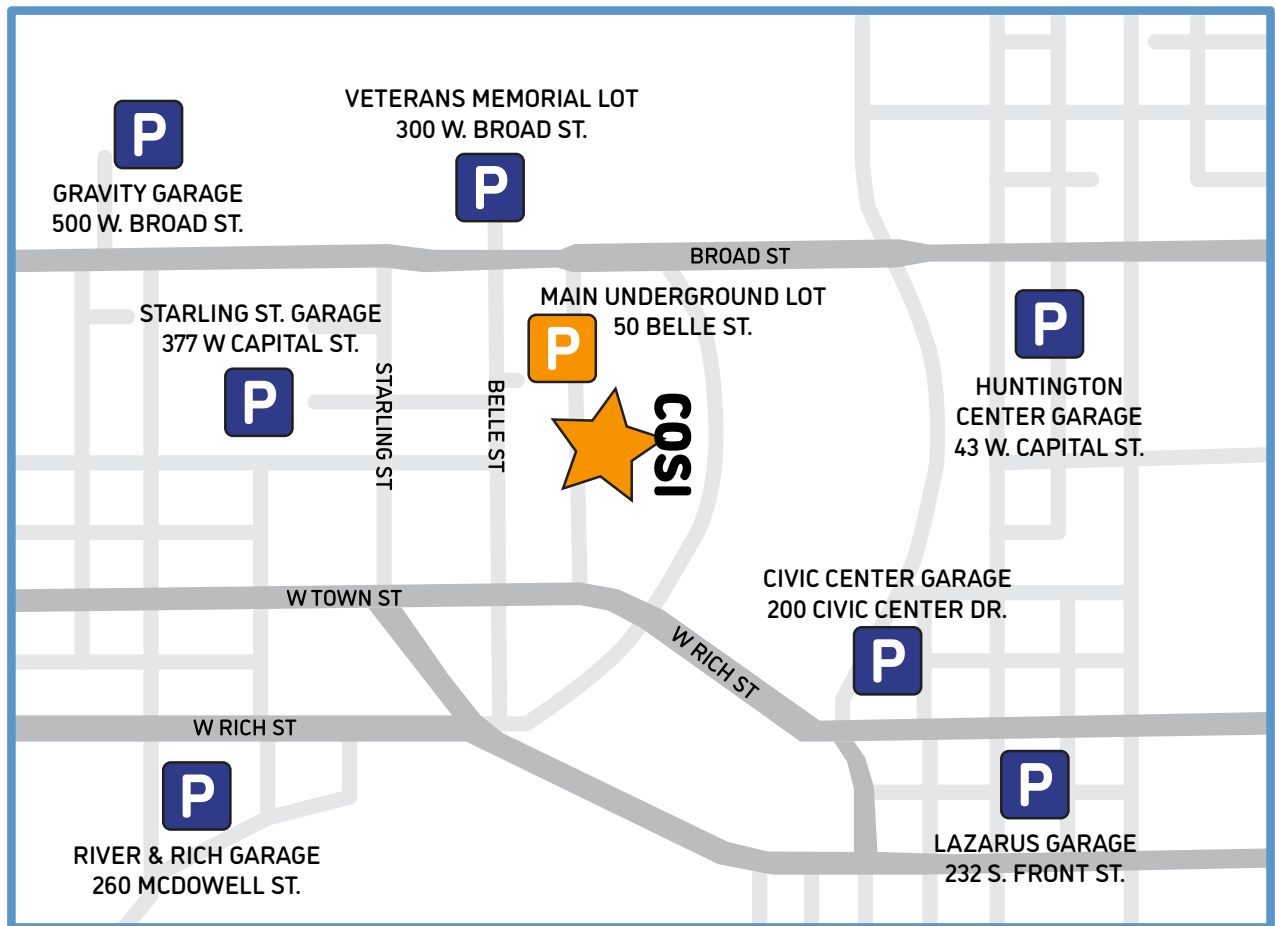 VETERANS MEMORIAL LOT
300 W. BROAD ST.
P
P
GRAVITY GARAGE
500 W. BROAD ST.
BROAD ST
MAIN UNDERGROUND LOT
50 BELLE ST.
P
STARLING ST. GARAGE
377 W CAPITAL ST.
P
P
HUNTINGTON
CENTER GARAGE
43 W. CAPITAL ST.
STARLING ST
BELLE ST
COSI
CIVIC CENTER GARAGE
200 CIVIC CENTER DR.
P
W TOWN ST
W RICH ST
W RICH ST
P
RIVER & RICH GARAGE
260 MCDOWELL ST.
P
LAZARUS GARAGE
232 S. FRONT ST.